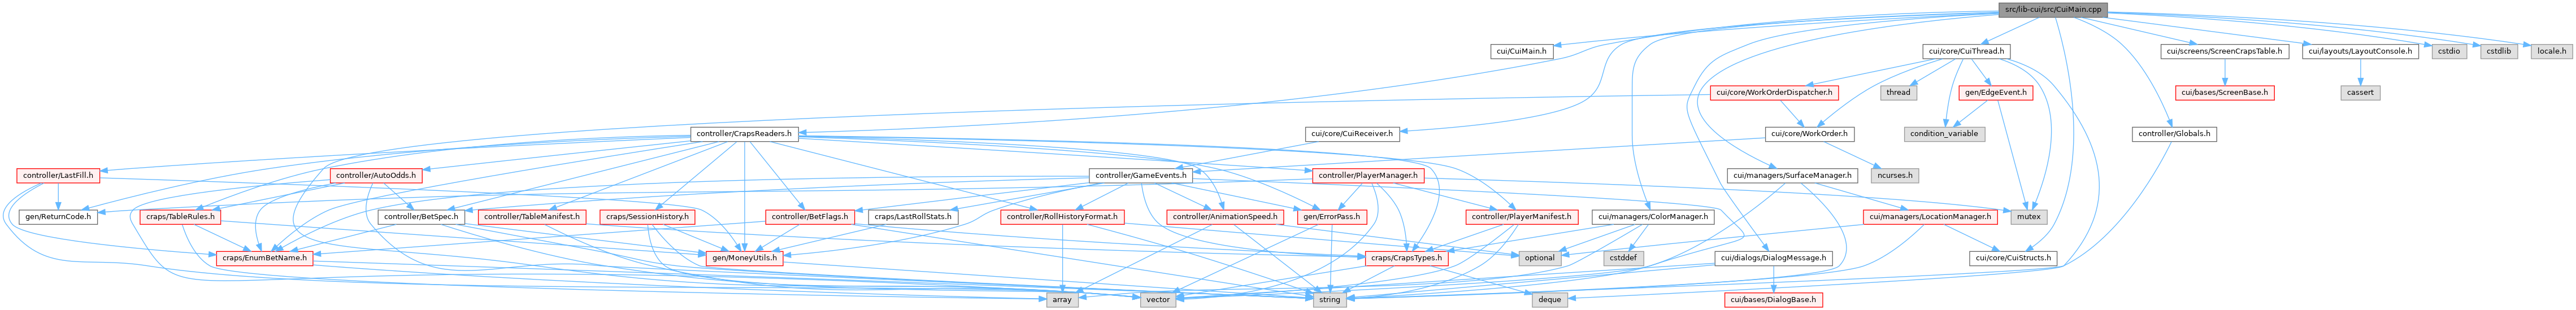 src/lib-cui/src/CuiMain.cpp
cui/CuiMain.h
cui/core/CuiThread.h
cui/screens/ScreenCrapsTable.h
cui/layouts/LayoutConsole.h
cstdio
cstdlib
locale.h
cui/core/WorkOrderDispatcher.h
thread
gen/EdgeEvent.h
cui/bases/ScreenBase.h
cassert
controller/CrapsReaders.h
cui/core/CuiReceiver.h
cui/core/WorkOrder.h
condition_variable
controller/Globals.h
controller/LastFill.h
controller/AutoOdds.h
controller/GameEvents.h
controller/PlayerManager.h
cui/managers/SurfaceManager.h
ncurses.h
gen/ReturnCode.h
craps/TableRules.h
controller/BetSpec.h
controller/TableManifest.h
craps/SessionHistory.h
controller/BetFlags.h
craps/LastRollStats.h
controller/RollHistoryFormat.h
controller/AnimationSpeed.h
gen/ErrorPass.h
controller/PlayerManifest.h
cui/managers/ColorManager.h
cui/managers/LocationManager.h
mutex
craps/EnumBetName.h
gen/MoneyUtils.h
craps/CrapsTypes.h
optional
cstddef
cui/dialogs/DialogMessage.h
cui/core/CuiStructs.h
array
vector
string
deque
cui/bases/DialogBase.h